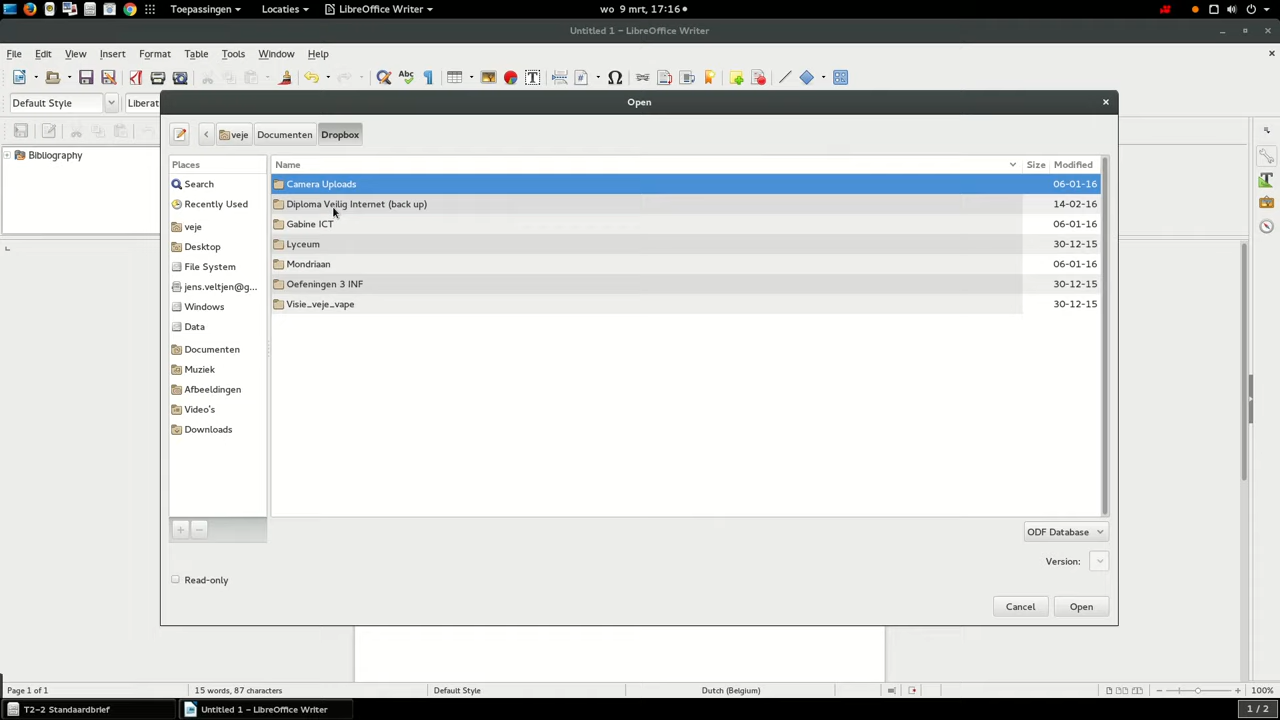 Toepassingen Locaties LibreOffice Writer wo 9 mrt, 17:16
Untitled 1 – LibreOffice Writer
File Edit View Insert Format Table Tools Window Help
Default Style Liberat
Open
veje Documenten Dropbox
Bibliography
Places Name Size Modified
Search Camera Uploads 06-01-16
Recently Used Diploma Veilig Internet (back up) 14-02-16
veje Gabine ICT 06-01-16
Desktop Lyceum 30-12-15
File System Mondriaan 06-01-16
jens.veltjen@g... Oefeningen 3 INF 30-12-15
Windows Visie_veje_vape 30-12-15
Data
Documenten
Muziek
Afbeeldingen
Video's
Downloads
ODF Database
Version:
Read-only
Cancel Open
Page 1 of 1 15 words, 87 characters Default Style Dutch (Belgium) 100%
T2-2 Standaardbrief Untitled 1 – LibreOffice Writer 1 / 2